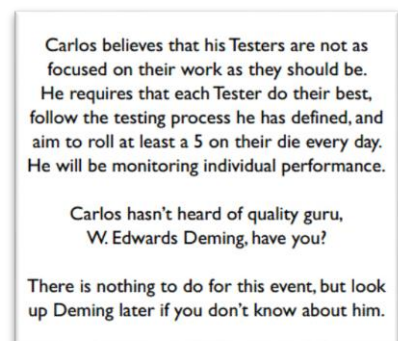 Carlos believes that his Testers are not as
focused on their work as they should be.
He requires that each Tester do their best,
follow the testing process he has defined, and
aim to roll at least a 5 on their die every day.
He will be monitoring individual performance.
Carlos hasn't heard of quality guru,
W. Edwards Deming, have you?
There is nothing to do for this event, but look
up Deming later if you don't know about him.